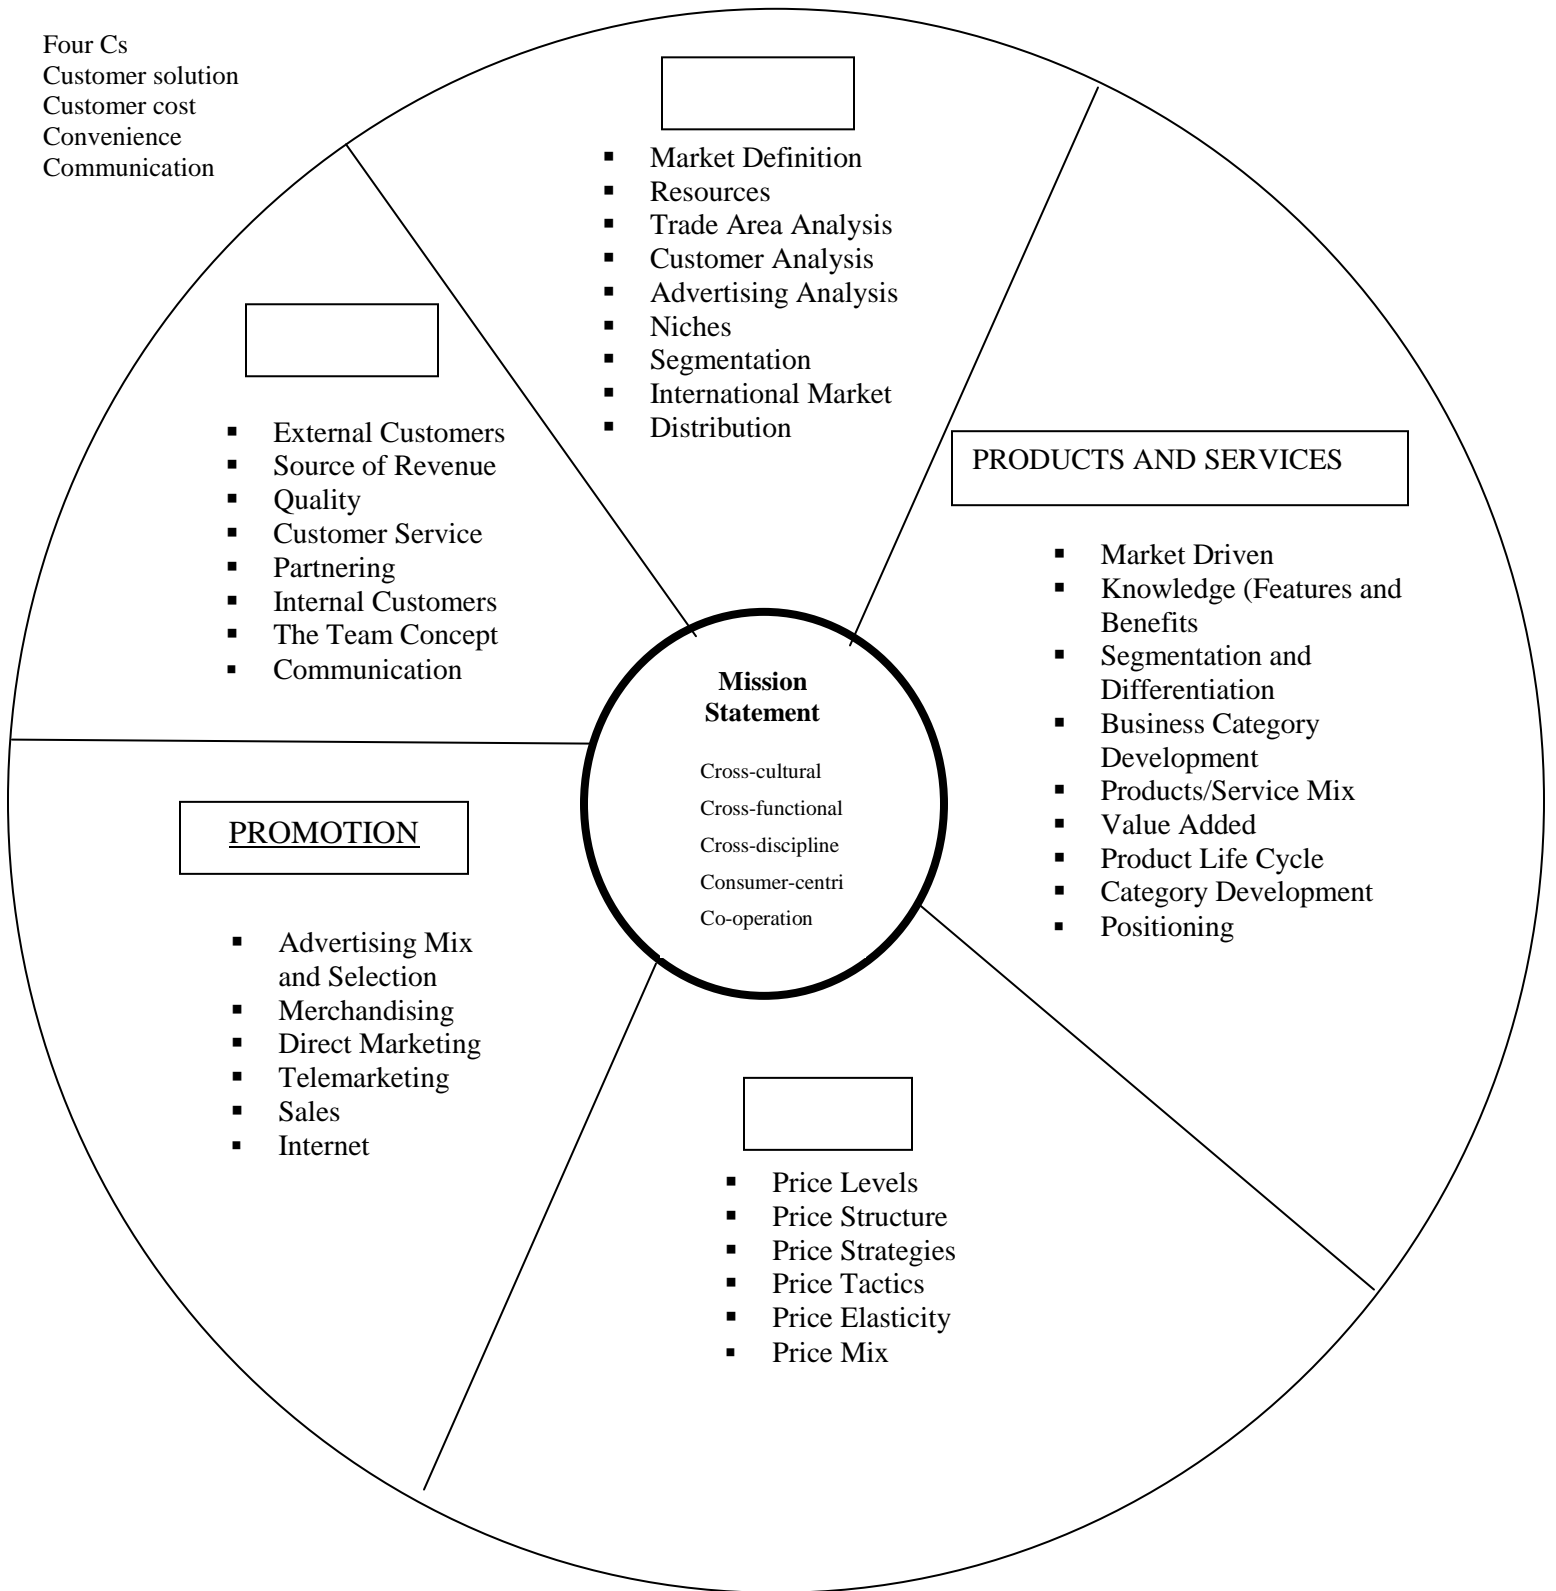 Four Cs
Customer solution
Customer cost
Convenience
Communication
▪ Market Definition
▪ Resources
▪ Trade Area Analysis
▪ Customer Analysis
▪ Advertising Analysis
▪ Niches
▪ Segmentation
▪ International Market
▪ Distribution
▪ External Customers
▪ Source of Revenue
▪ Quality
▪ Customer Service
▪ Partnering
▪ Internal Customers
▪ The Team Concept
▪ Communication
PRODUCTS AND SERVICES
▪ Market Driven
▪ Knowledge (Features and
Benefits
▪ Segmentation and
Differentiation
▪ Business Category
Development
▪ Products/Service Mix
▪ Value Added
▪ Product Life Cycle
▪ Category Development
▪ Positioning
Mission
Statement
Cross-cultural
Cross-functional
Cross-discipline
Consumer-centri
Co-operation
PROMOTION
▪ Advertising Mix
and Selection
▪ Merchandising
▪ Direct Marketing
▪ Telemarketing
▪ Sales
▪ Internet
▪ Price Levels
▪ Price Structure
▪ Price Strategies
▪ Price Tactics
▪ Price Elasticity
▪ Price Mix